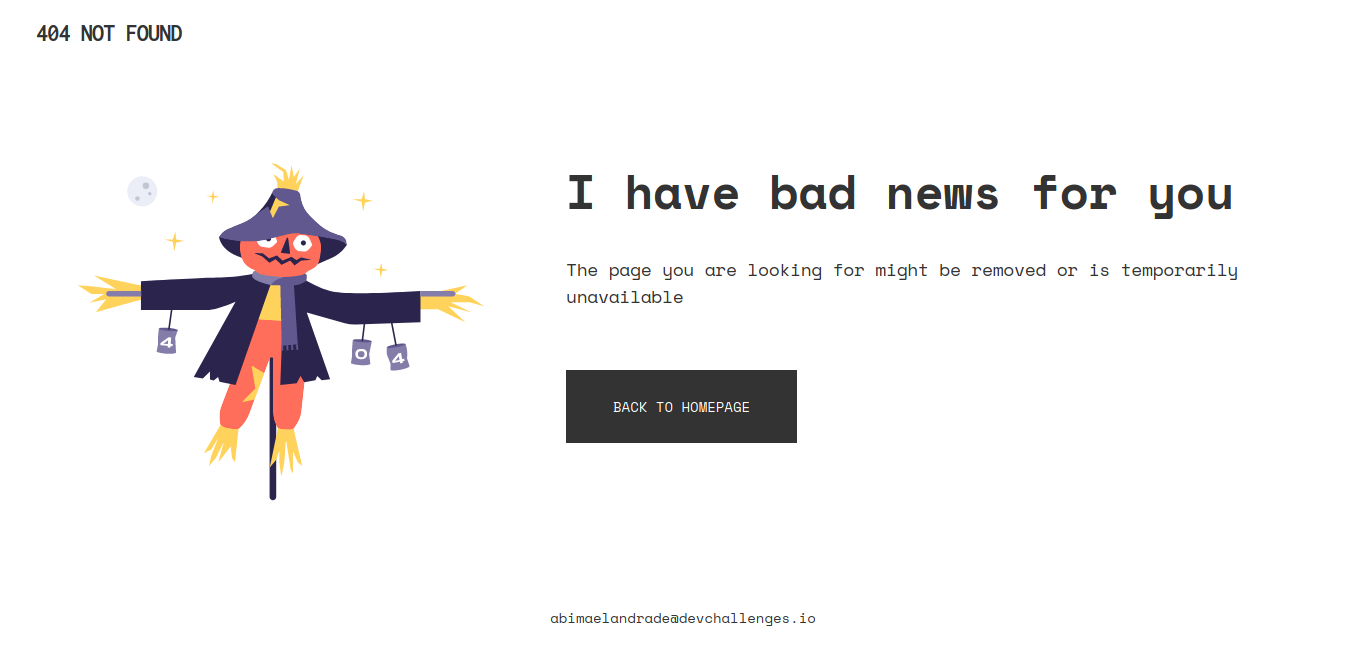 404 NOT FOUND
I have bad news for you
The page you are looking for might be removed or is temporarily
unavailable
4
0
4
BACK TO HOMEPAGE
abimaelandrade@devchallenges.io